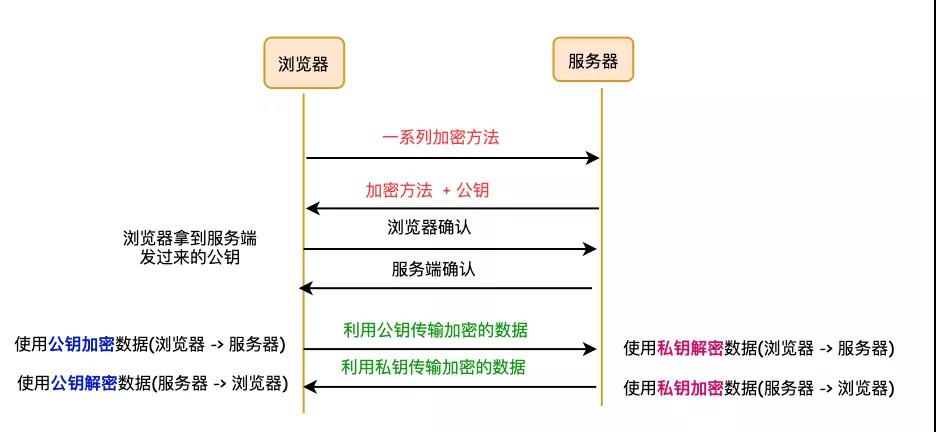 浏览器
服务器
一系列加密方法
加密方法 + 公钥
浏览器确认
浏览器拿到服务端
发过来的公钥
服务端确认
利用公钥传输加密的数据
使用公钥加密数据(浏览器 -> 服务器)
使用私钥解密数据(浏览器 -> 服务器)
利用私钥传输加密的数据
使用公钥解密数据(服务器 -> 浏览器)
使用私钥加密数据(服务器 -> 浏览器)